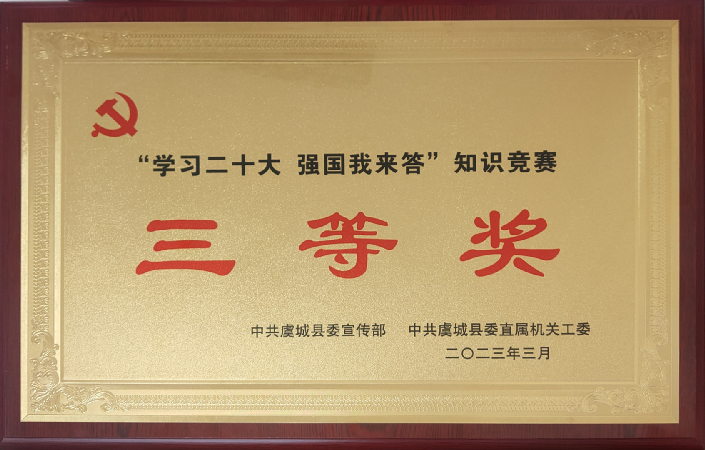 “学习二十大 强国我来答”知识竞赛
三等奖
中共虞城县委宣传部 中共虞城县委直属机关工委
二〇二三年三月